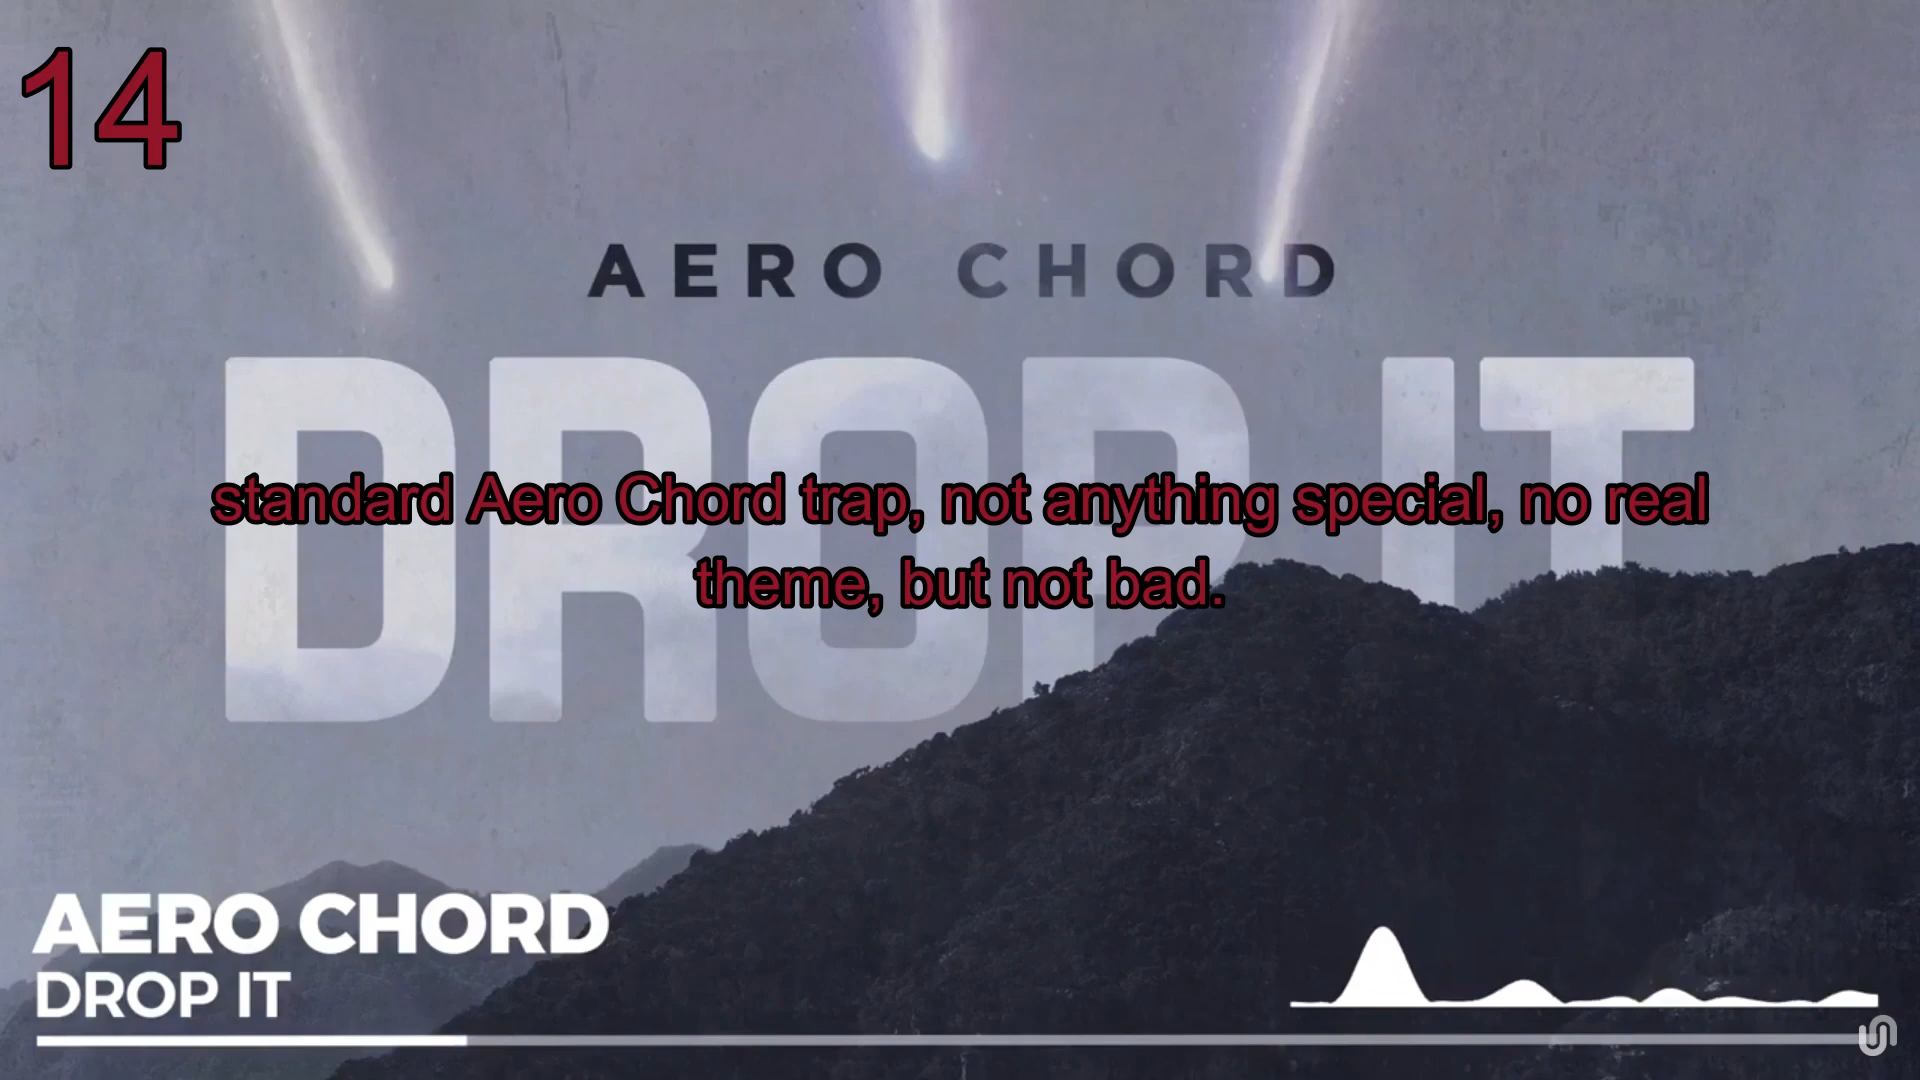 14
AERO CHORD
DROP IT
standard Aero Chord trap, not anything special, no real
theme, but not bad.
AERO CHORD
DROP IT